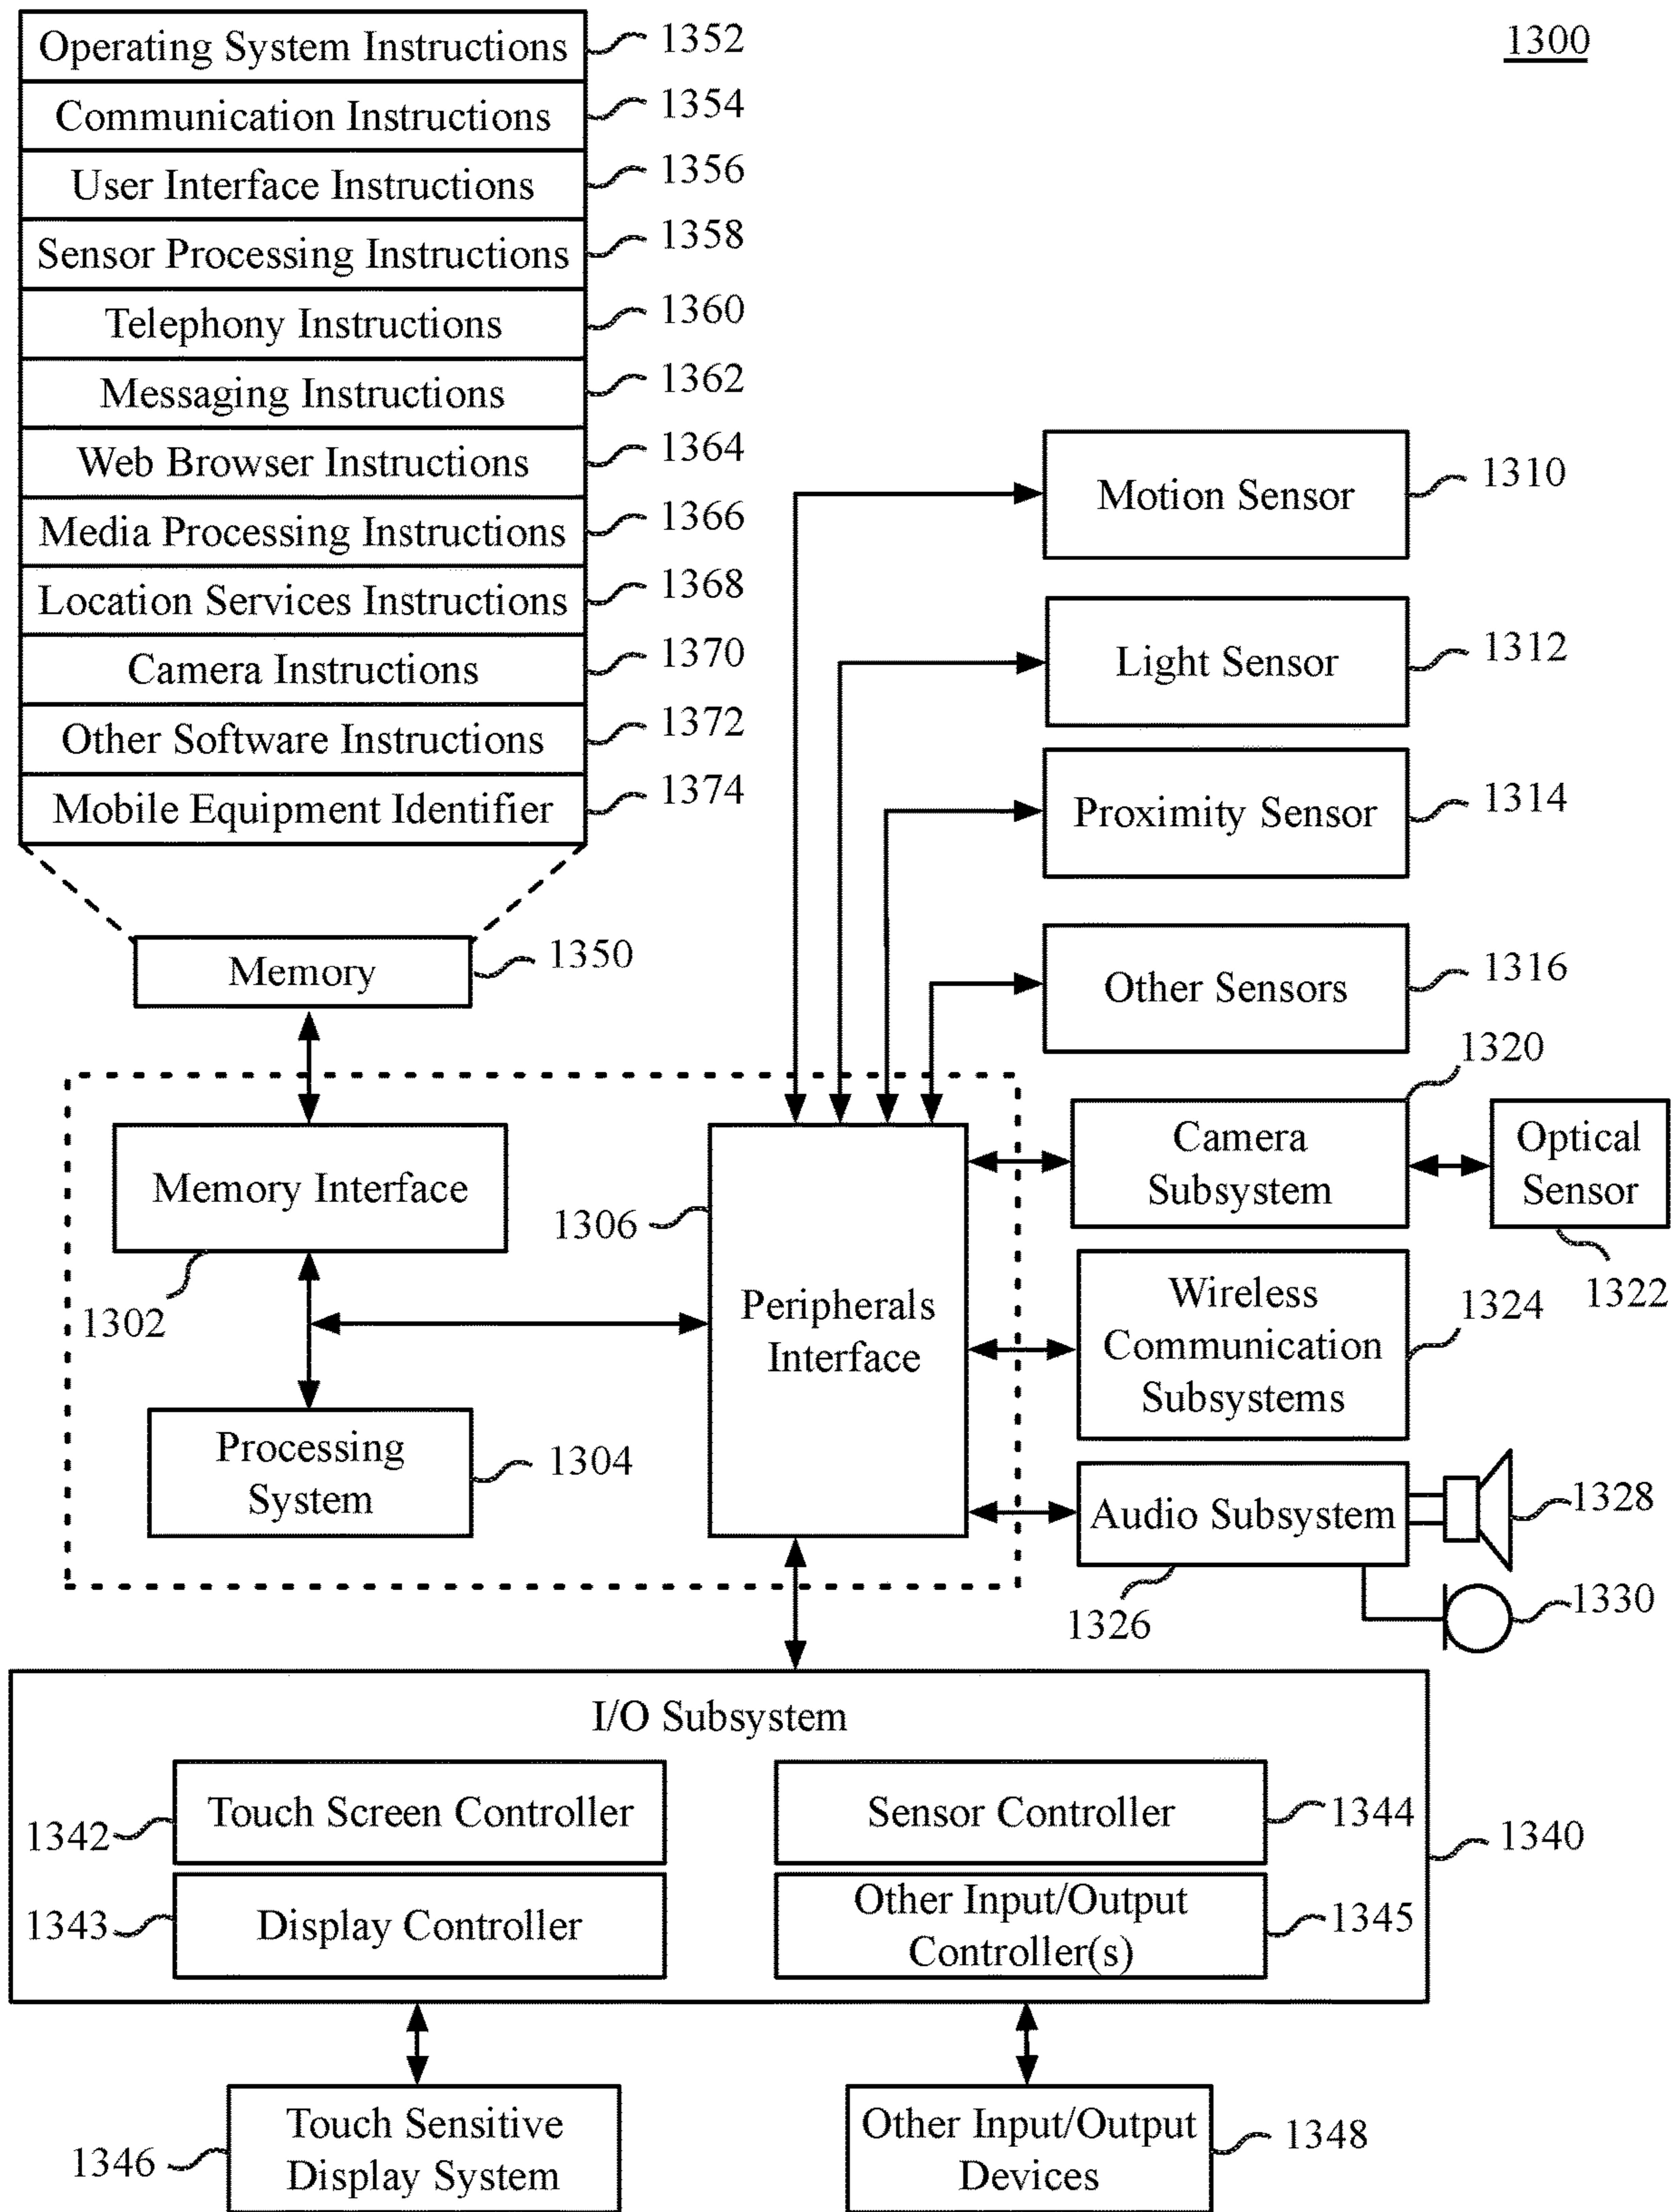 1300
Operating System Instructions
1352
Communication Instructions
1354
User Interface Instructions
1356
Sensor Processing Instructions
1358
Telephony Instructions
1360
Messaging Instructions
1362
Web Browser Instructions
1364
Media Processing Instructions
1366
Location Services Instructions
1368
Camera Instructions
1370
Other Software Instructions
1372
Mobile Equipment Identifier
1374
Memory
1350
Motion Sensor
1310
Light Sensor
1312
Proximity Sensor
1314
Other Sensors
1316
Memory Interface
1302
Processing
System
1304
1306
Peripherals
Interface
1320
Camera
Subsystem
Optical
Sensor
1322
Wireless
Communication
Subsystems
1324
Audio Subsystem
1326
1328
1330
I/O Subsystem
1340
Touch Screen Controller
1342
Sensor Controller
1344
Display Controller
1343
Other Input/Output
Controller(s)
1345
Touch Sensitive
Display System
1346
Other Input/Output
Devices
1348